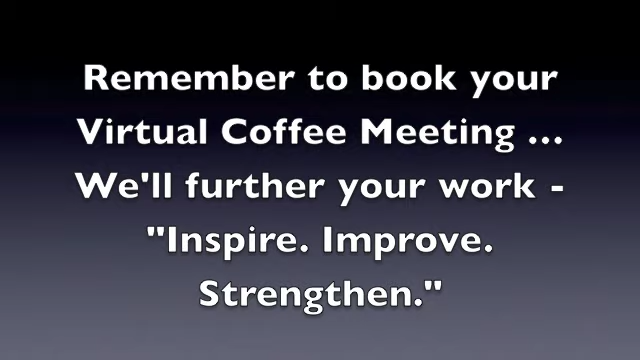 Remember to book your
Virtual Coffee Meeting ...
We'll further your work -
"Inspire. Improve.
Strengthen."